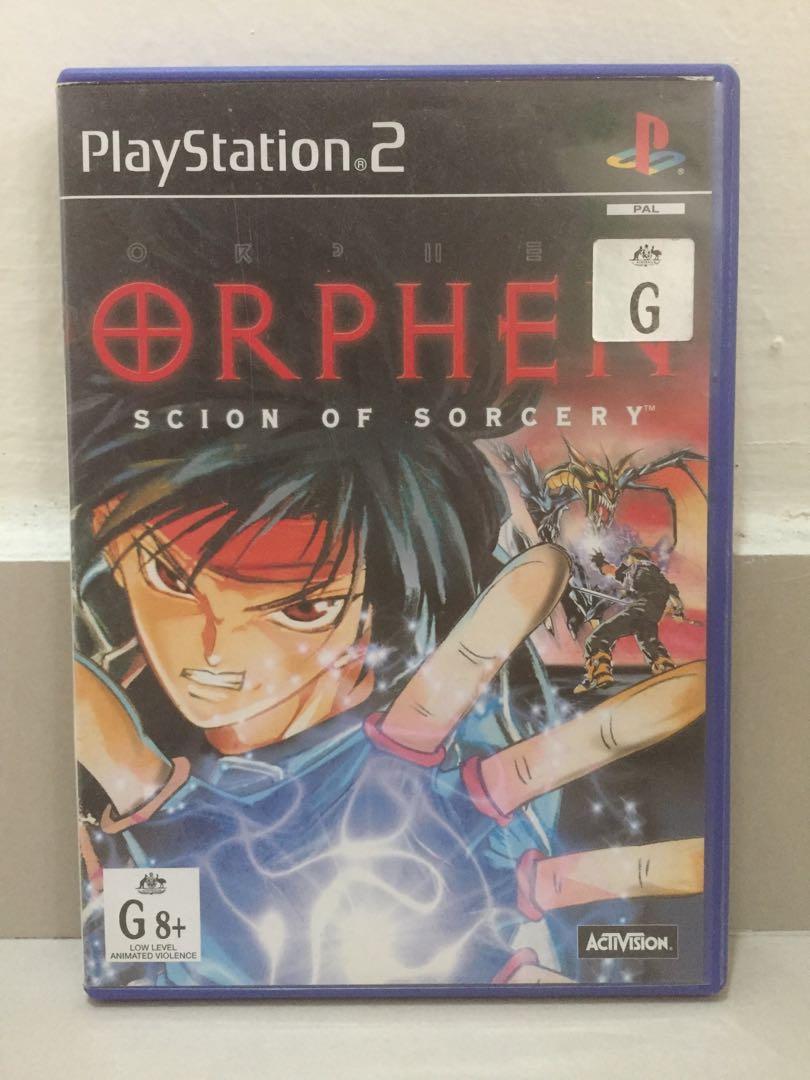 PlayStation®2
PAL
G
ORPHEN
SCION OF SORCERY™
G 8+
LOW LEVEL
ANIMATED VIOLENCE
ACTIVISION.